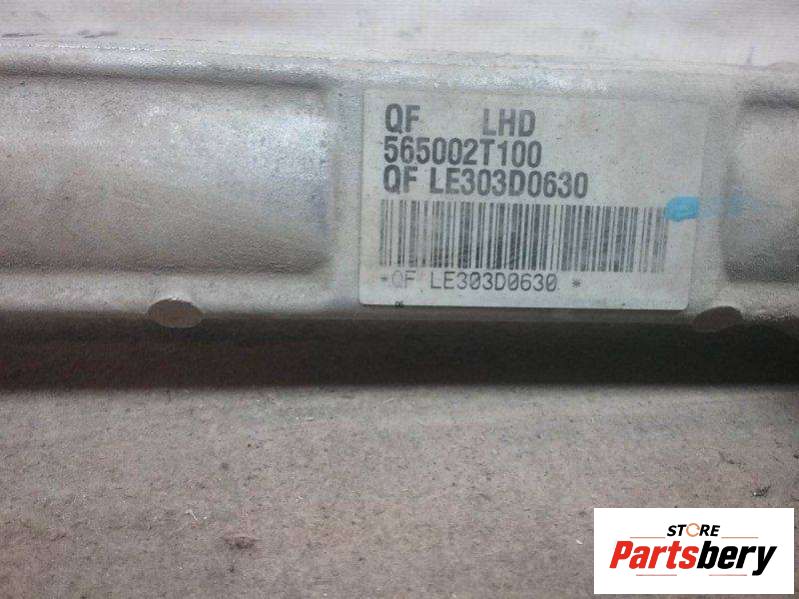 QF LHD
565002T100
QF LE303D0630
*QF LE303D0630 *
STORE
Partsbery